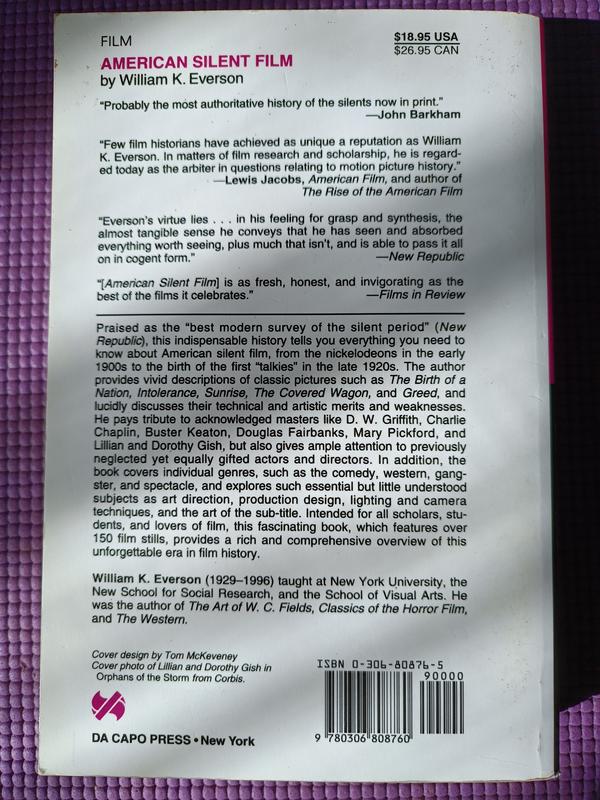 FILM
$18.95 USA
$26.95 CAN
AMERICAN SILENT FILM
by William K. Everson
“Probably the most authoritative history of the silents now in print.”
—John Barkham
“Few film historians have achieved as unique a reputation as William
K. Everson. In matters of film research and scholarship, he is regard-
ed today as the arbiter in questions relating to motion picture history.”
—Lewis Jacobs, American Film, and author of
The Rise of the American Film
“Everson’s virtue lies . . . in his feeling for grasp and synthesis, the
almost tangible sense he conveys that he has seen and absorbed
everything worth seeing, plus much that isn’t, and is able to pass it all
on in cogent form.” —New Republic
“[American Silent Film] is as fresh, honest, and invigorating as the
best of the films it celebrates.” —Films in Review
Praised as the “best modern survey of the silent period” (New
Republic), this indispensable history tells you everything you need to
know about American silent film, from the nickelodeons in the early
1900s to the birth of the first “talkies” in the late 1920s. The author
provides vivid descriptions of classic pictures such as The Birth of a
Nation, Intolerance, Sunrise, The Covered Wagon, and Greed, and
lucidly discusses their technical and artistic merits and weaknesses.
He pays tribute to acknowledged masters like D. W. Griffith, Charlie
Chaplin, Buster Keaton, Douglas Fairbanks, Mary Pickford, and
Lillian and Dorothy Gish, but also gives ample attention to previously
neglected yet equally gifted actors and directors. In addition, the
book covers individual genres, such as the comedy, western, gang-
ster, and spectacle, and explores such essential but little understood
subjects as art direction, production design, lighting and camera
techniques, and the art of the sub-title. Intended for all scholars, stu-
dents, and lovers of film, this fascinating book, which features over
150 film stills, provides a rich and comprehensive overview of this
unforgettable era in film history.
William K. Everson (1929–1996) taught at New York University, the
New School for Social Research, and the School of Visual Arts. He
was the author of The Art of W. C. Fields, Classics of the Horror Film,
and The Western.
Cover design by Tom McKeveney
Cover photo of Lillian and Dorothy Gish in
Orphans of the Storm from Corbis.
DA CAPO PRESS • New York
ISBN 0-306-80876-5
90000
9 780306 808760